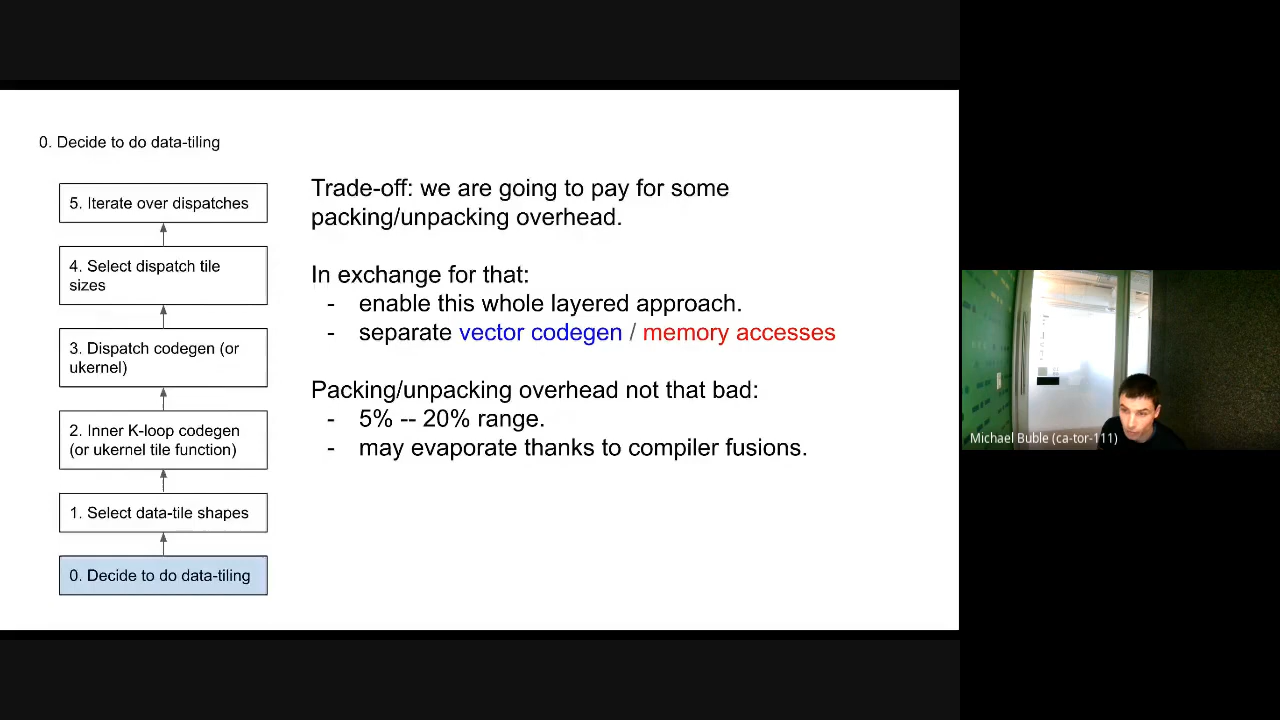 0. Decide to do data-tiling
5. Iterate over dispatches
4. Select dispatch tile
sizes
3. Dispatch codegen (or
ukernel)
2. Inner K-loop codegen
(or ukernel tile function)
1. Select data-tile shapes
0. Decide to do data-tiling
Trade-off: we are going to pay for some
packing/unpacking overhead.
In exchange for that:
- enable this whole layered approach.
- separate vector codegen / memory accesses
Packing/unpacking overhead not that bad:
- 5% -- 20% range.
- may evaporate thanks to compiler fusions.
Michael Buble (ca-tor-111)